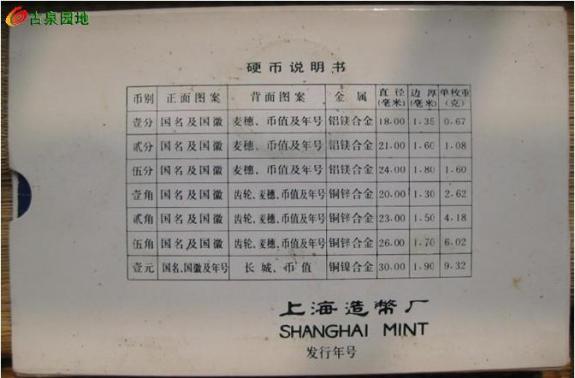 古泉园地
硬币说明书
币别 正面图案 背面图案 金属 直径(毫米) 边厚(毫米) 单枚重(克)
壹分 国名及国徽 麦穗、币值及年号 铝镁合金 18.00 1.35 0.67
贰分 国名及国徽 麦穗、币值及年号 铝镁合金 21.00 1.60 1.08
伍分 国名及国徽 麦穗、币值及年号 铝镁合金 24.00 1.80 1.60
壹角 国名及国徽 齿轮、麦穗、币值及年号 铜锌合金 20.00 1.30 2.62
贰角 国名及国徽 齿轮、麦穗、币值及年号 铜锌合金 23.00 1.50 4.18
伍角 国名及国徽 齿轮、麦穗、币值及年号 铜锌合金 26.00 1.70 6.02
壹元 国名、国徽及年号 长城、币值 铜镍合金 30.00 1.90 9.32
上海造幣厂
SHANGHAI MINT
发行年号